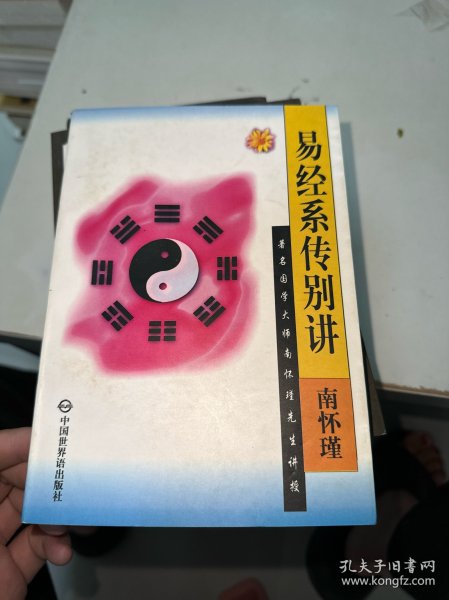 易经系传别讲
南怀瑾
著名国学大师南怀瑾先生讲授
中国世界语出版社
孔夫子旧书网
www.kongfz.com